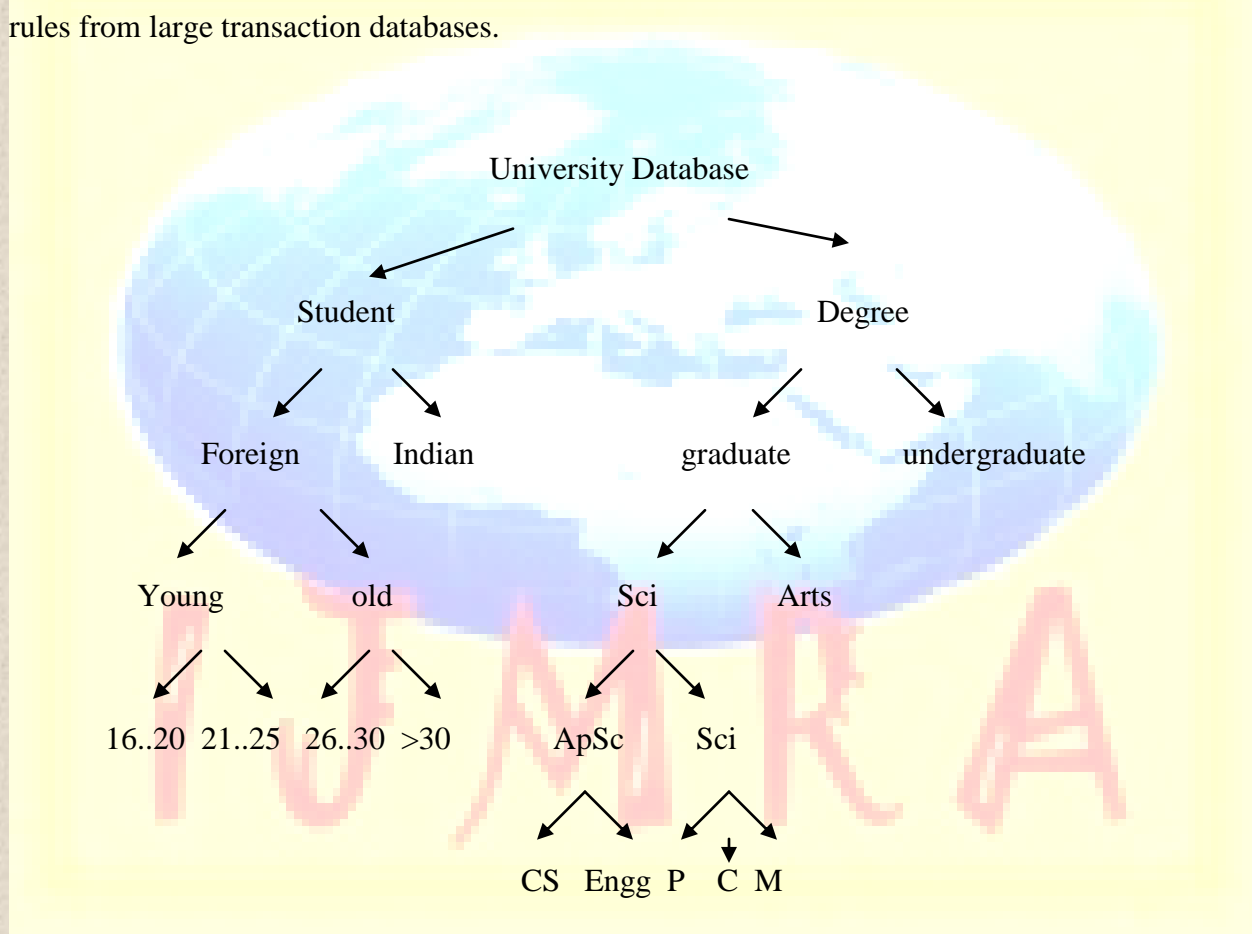 rules from large transaction databases.
University Database
Student Degree
Foreign Indian graduate undergraduate
Young old Sci Arts
16..20 21..25 26..30 >30 ApSc Sci
CS Engg P C M
IJMRA